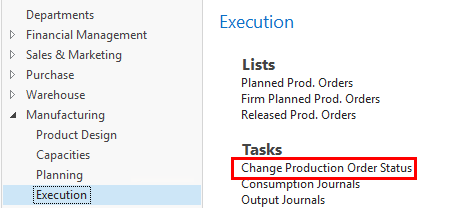 Departments
Financial Management
Sales & Marketing
Purchase
Warehouse
Manufacturing
Product Design
Capacities
Planning
Execution
Execution
Lists
Planned Prod. Orders
Firm Planned Prod. Orders
Released Prod. Orders
Tasks
Change Production Order Status
Consumption Journals
Output Journals